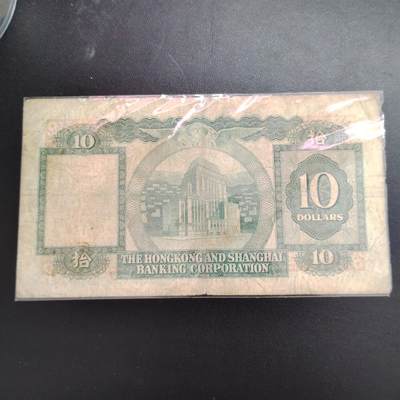 10
拾
10
DOLLARS
THE HONGKONG AND SHANGHAI
BANKING CORPORATION
拾
10